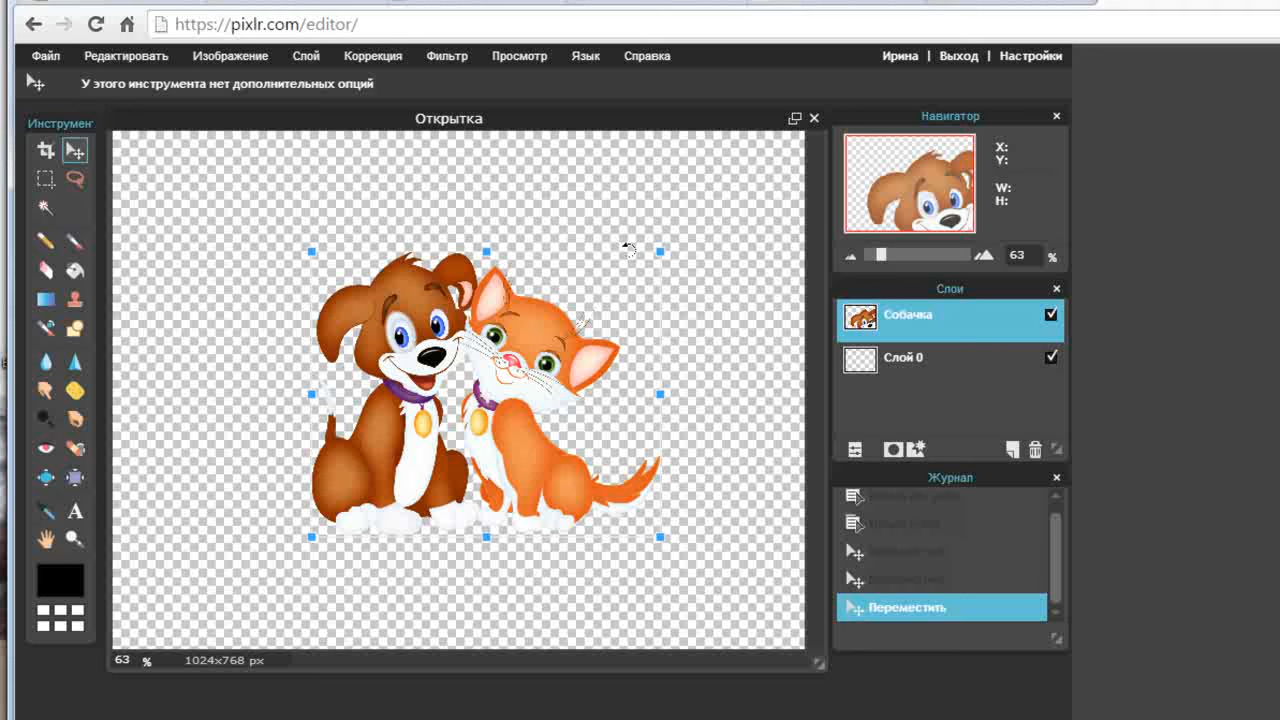 https://pixlr.com/editor/
Файл Редактировать Изображение Слой Коррекция Фильтр Просмотр Язык Справка Ирина | Выход | Настройки
У этого инструмента нет дополнительных опций
Инструмен
Открытка
Навигатор
X:
Y:
W:
H:
63 %
Слои
Собачка
Слой 0
Журнал
Переместить
A
63 % 1024x768 px